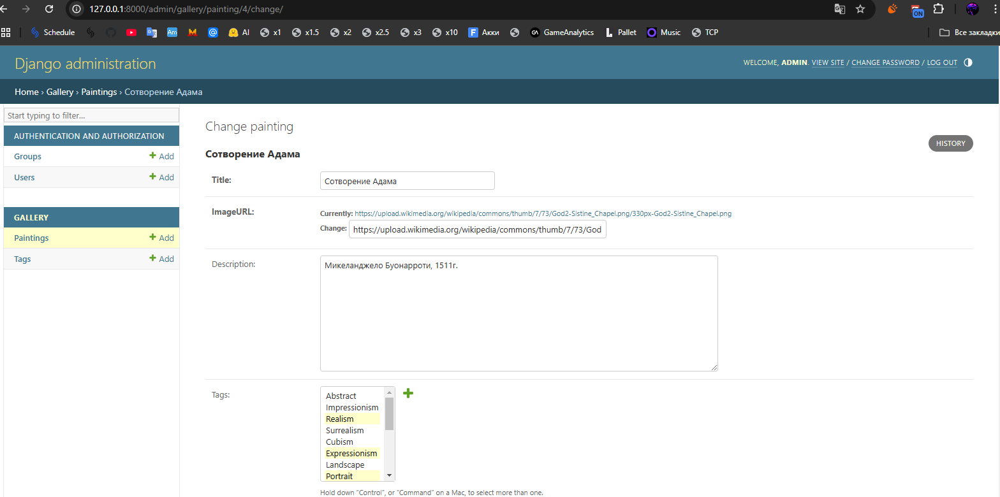 127.0.0.1:8000/admin/gallery/painting/4/change/
ON
Schedule
Am
AI
x1
x1.5
x2
x2.5
x3
x10
F
Акки
GA
GameAnalytics
Pallet
Music
TCP
Все закладки
Django administration
WELCOME, ADMIN. VIEW SITE / CHANGE PASSWORD / LOG OUT
Home › Gallery › Paintings › Сотворение Адама
Start typing to filter...
AUTHENTICATION AND AUTHORIZATION
Groups
Add
Users
Add
GALLERY
Paintings
Add
Tags
Add
Change painting
HISTORY
Сотворение Адама
Title:
Сотворение Адама
ImageURL:
Currently: https://upload.wikimedia.org/wikipedia/commons/thumb/7/73/God2-Sistine_Chapel.png/330px-God2-Sistine_Chapel.png
Change: https://upload.wikimedia.org/wikipedia/commons/thumb/7/73/God
Description:
Микеланджело Буонарроти, 1511г.
Tags:
Abstract
Impressionism
Realism
Surrealism
Cubism
Expressionism
Landscape
Portrait
Hold down “Control”, or “Command” on a Mac, to select more than one.